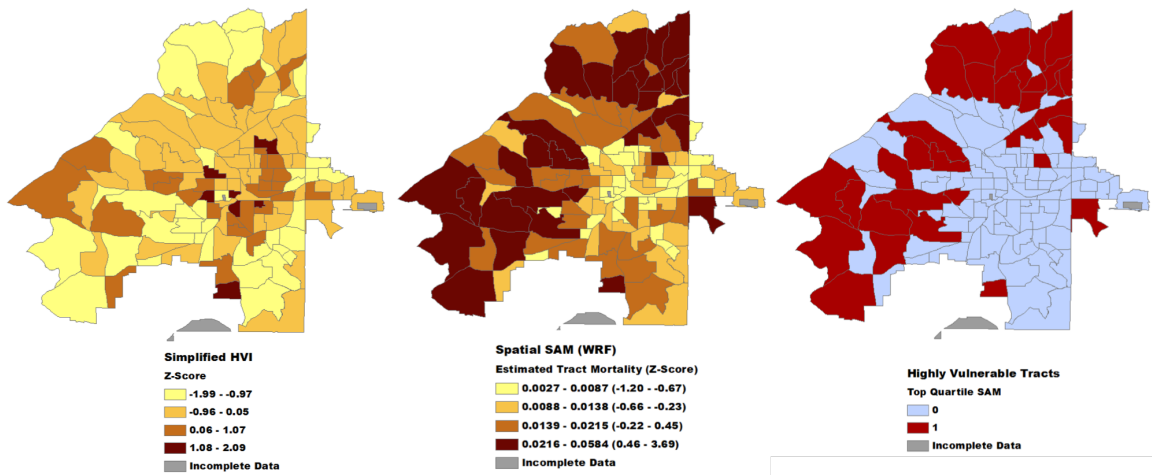 Simplified HVI
Z-Score
-1.99 - -0.97
-0.96 - 0.05
0.06 - 1.07
1.08 - 2.09
Incomplete Data
Spatial SAM (WRF)
Estimated Tract Mortality (Z-Score)
0.0027 - 0.0087 (-1.20 - -0.67)
0.0088 - 0.0138 (-0.66 - -0.23)
0.0139 - 0.0215 (-0.22 - 0.45)
0.0216 - 0.0584 (0.46 - 3.69)
Incomplete Data
Highly Vulnerable Tracts
Top Quartile SAM
0
1
Incomplete Data